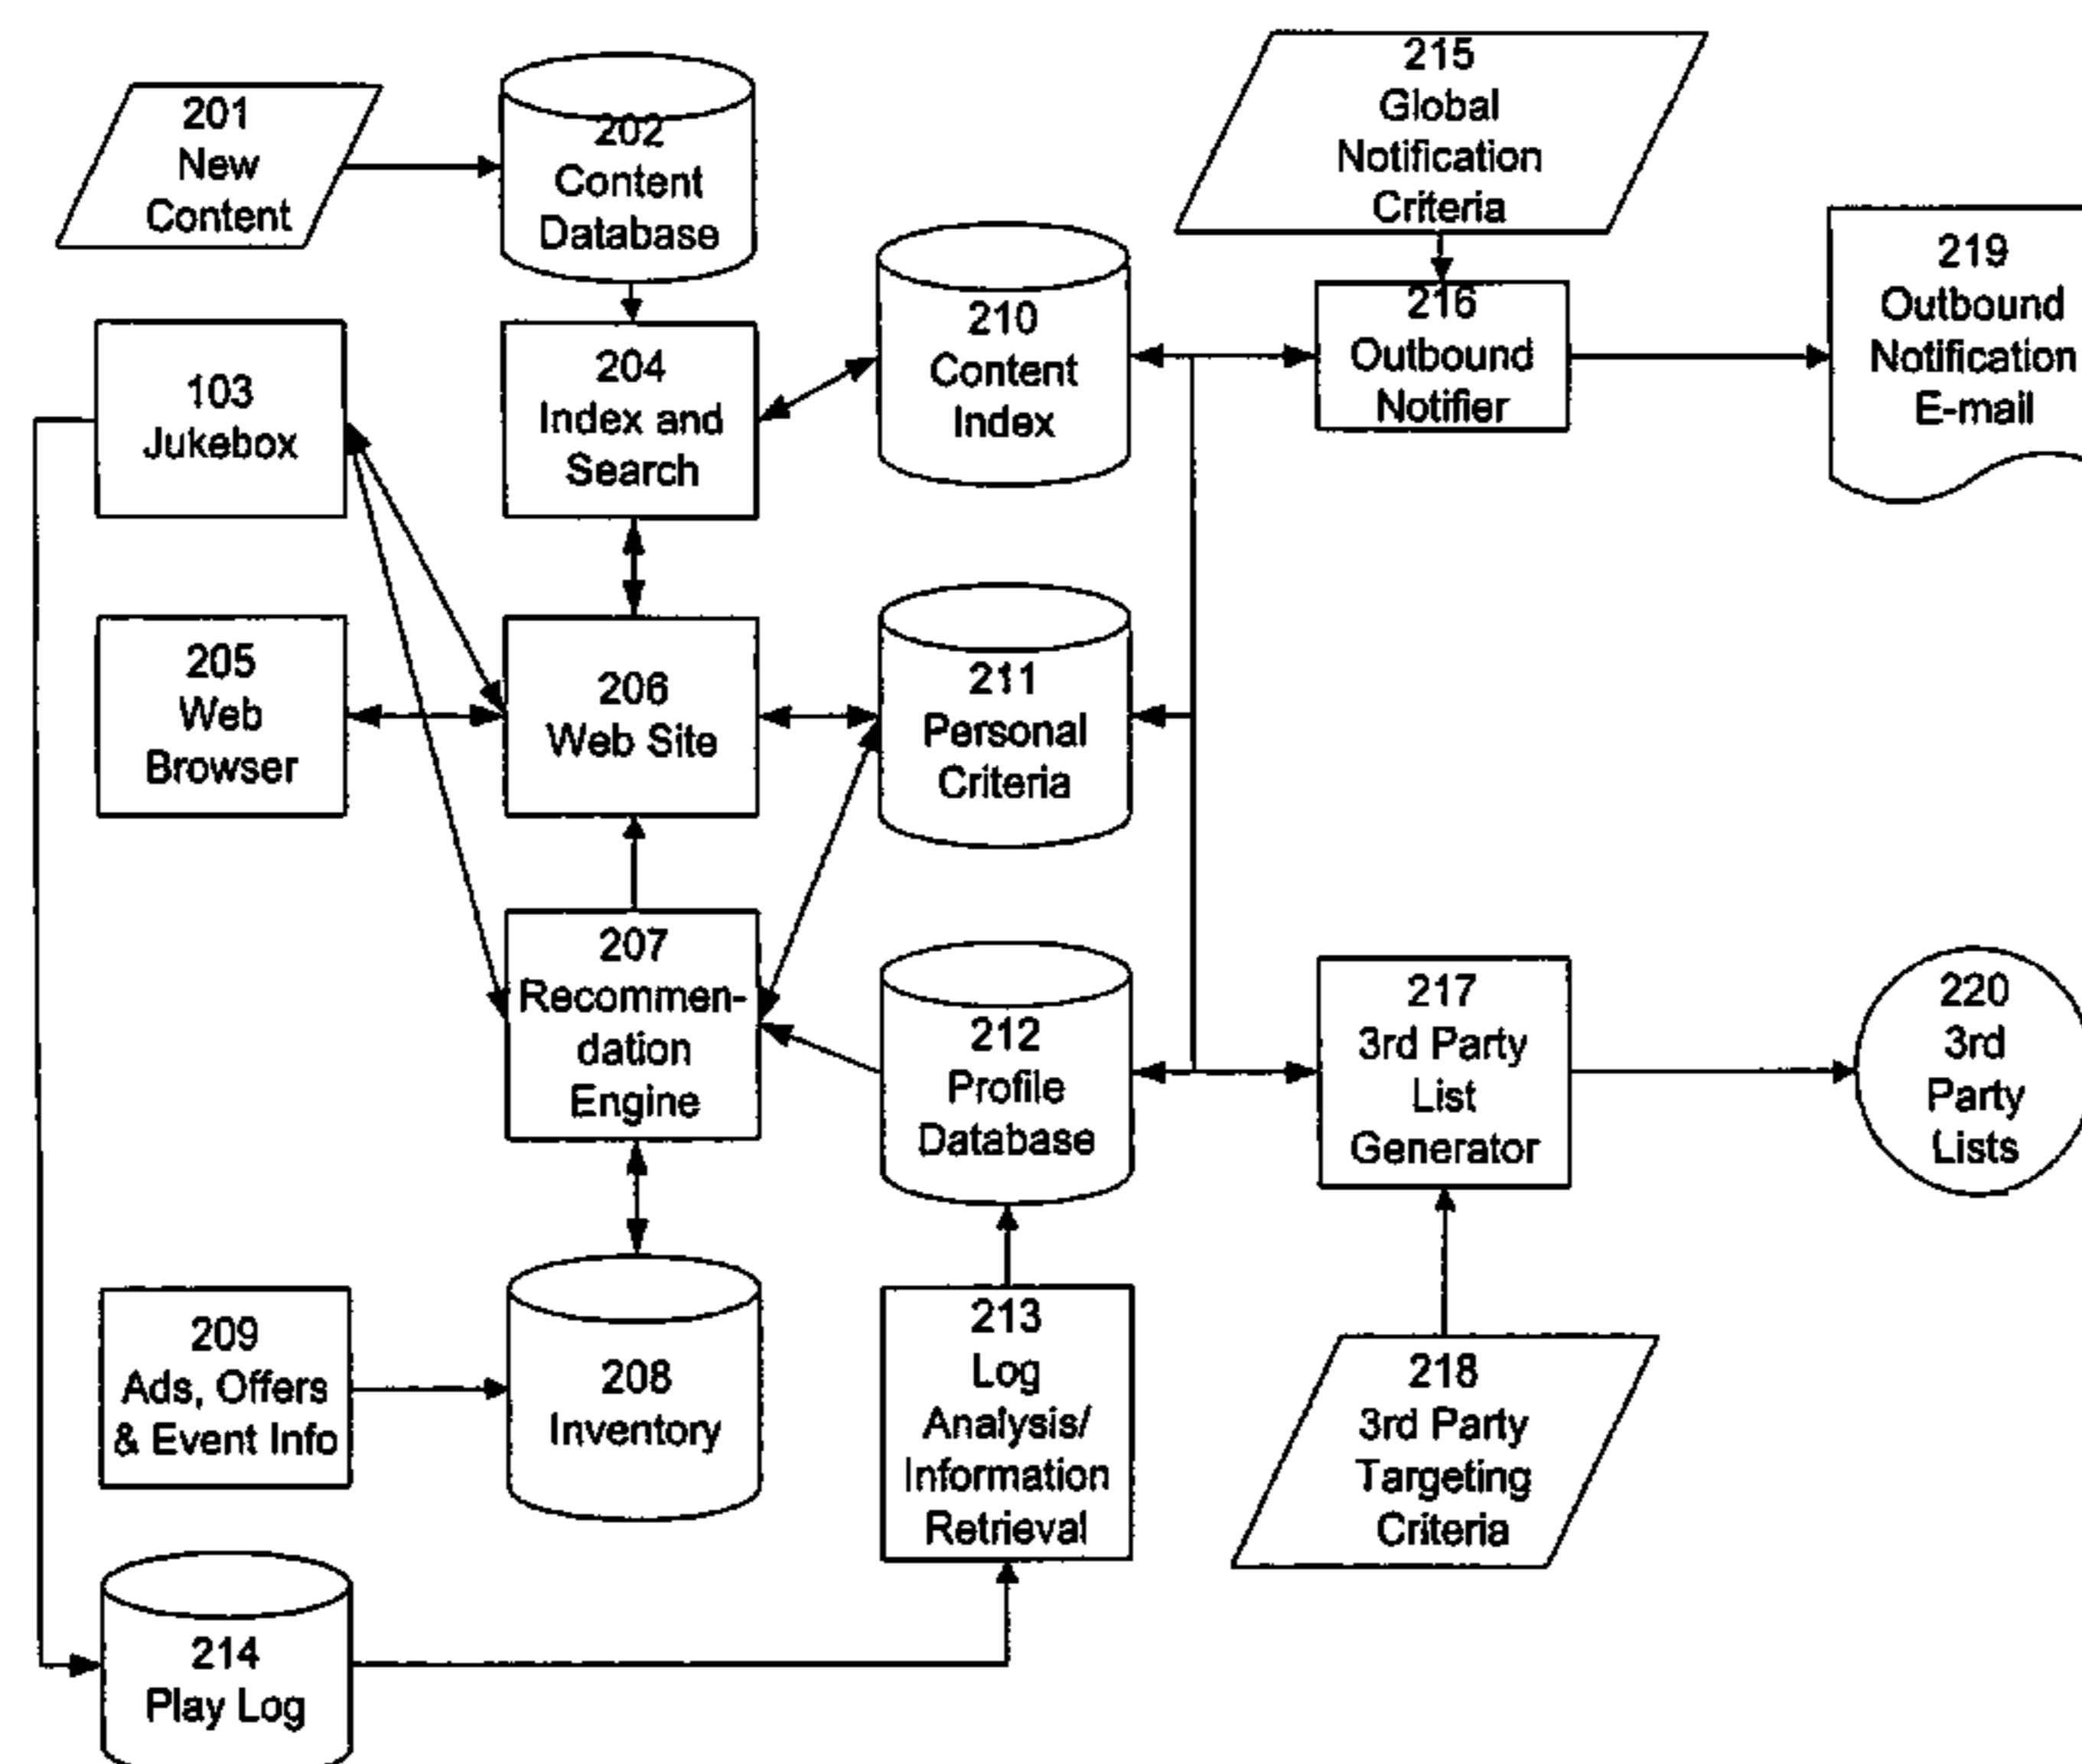 201
New
Content
202
Content
Database
215
Global
Notification
Criteria
219
Outbound
Notification
E-mail
103
Jukebox
204
Index and
Search
210
Content
Index
216
Outbound
Notifier
205
Web
Browser
206
Web Site
211
Personal
Criteria
207
Recommen-
dation
Engine
212
Profile
Database
217
3rd Party
List
Generator
220
3rd
Party
Lists
209
Ads, Offers
& Event Info
208
Inventory
213
Log
Analysis/
Information
Retrieval
218
3rd Party
Targeting
Criteria
214
Play Log